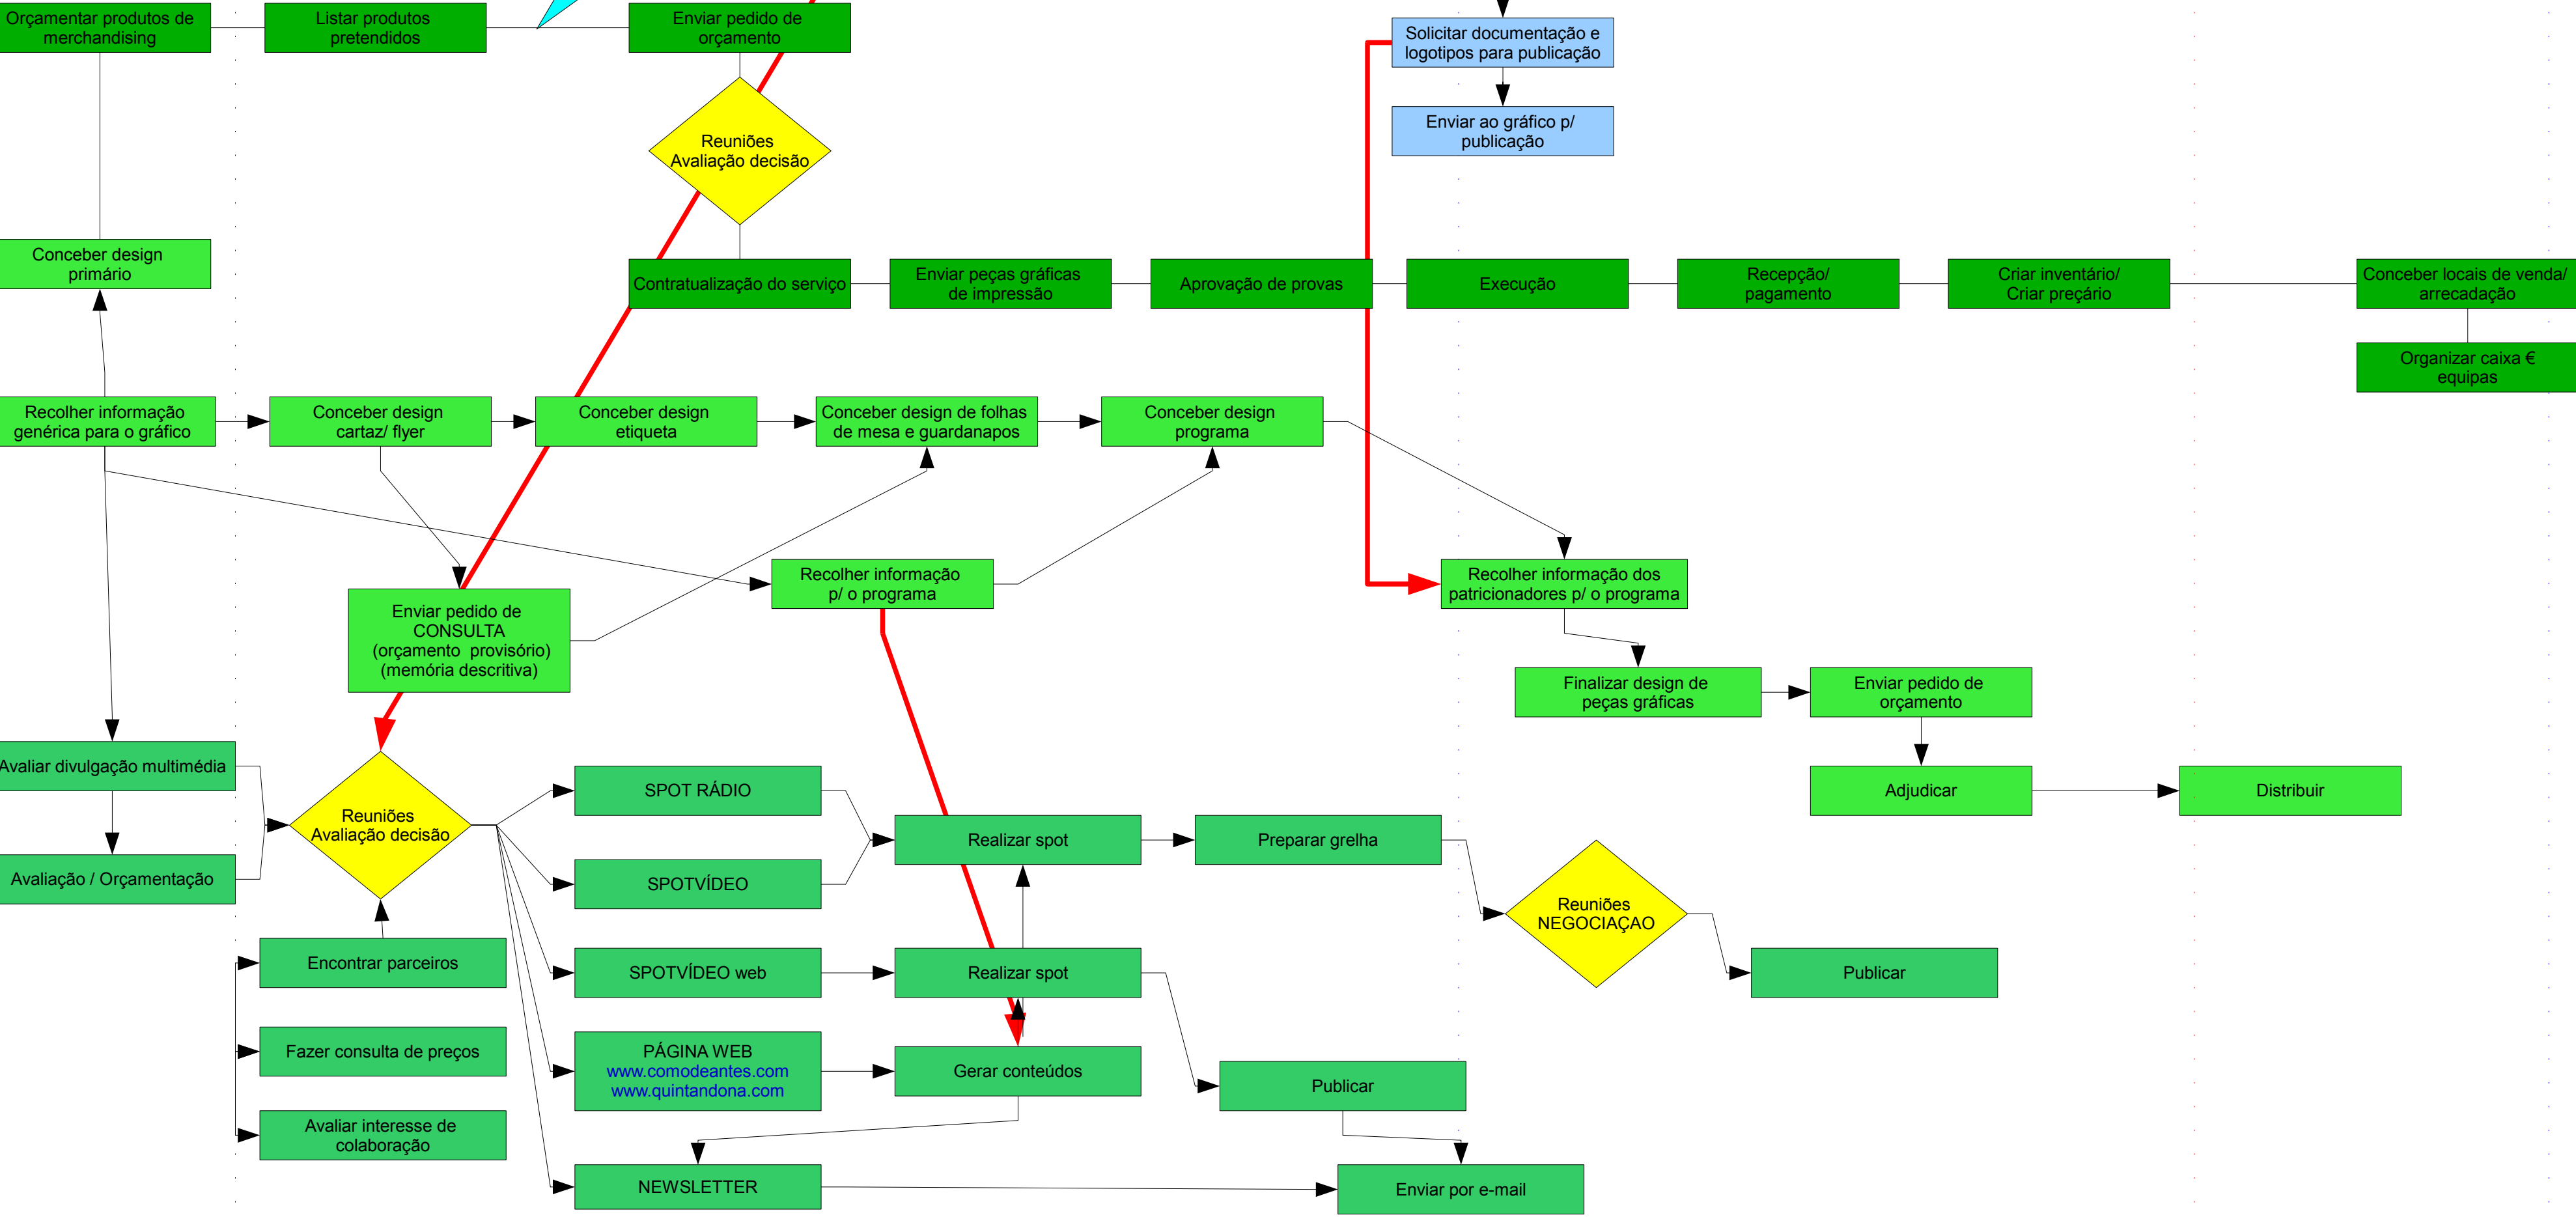 Orçamentar produtos de
merchandising
Listar produtos
pretendidos
Enviar pedido de
orçamento
Solicitar documentação e
logotipos para publicação
Enviar ao gráfico p/
publicação
Reuniões
Avaliação decisão
Conceber design
primário
Contratualização do serviço
Enviar peças gráficas
de impressão
Aprovação de provas
Execução
Recepção/
pagamento
Criar inventário/
Criar preçário
Conceber locais de venda/
arrecadação
Organizar caixa €
equipas
Recolher informação
genérica para o gráfico
Conceber design
cartaz/ flyer
Conceber design
etiqueta
Conceber design de folhas
de mesa e guardanapos
Conceber design
programa
Recolher informação
p/ o programa
Recolher informação dos
patricionadores p/ o programa
Enviar pedido de
CONSULTA
(orçamento provisório)
(memória descritiva)
Finalizar design de
peças gráficas
Enviar pedido de
orçamento
Avaliar divulgação multimédia
Reuniões
Avaliação decisão
SPOT RÁDIO
Adjudicar
Distribuir
Realizar spot
Preparar grelha
Avaliação / Orçamentação
SPOTVÍDEO
Reuniões
NEGOCIAÇAO
Encontrar parceiros
SPOTVÍDEO web
Realizar spot
Publicar
Fazer consulta de preços
PÁGINA WEB
www.comodeantes.com
www.quintandona.com
Gerar conteúdos
Publicar
Avaliar interesse de
colaboração
NEWSLETTER
Enviar por e-mail